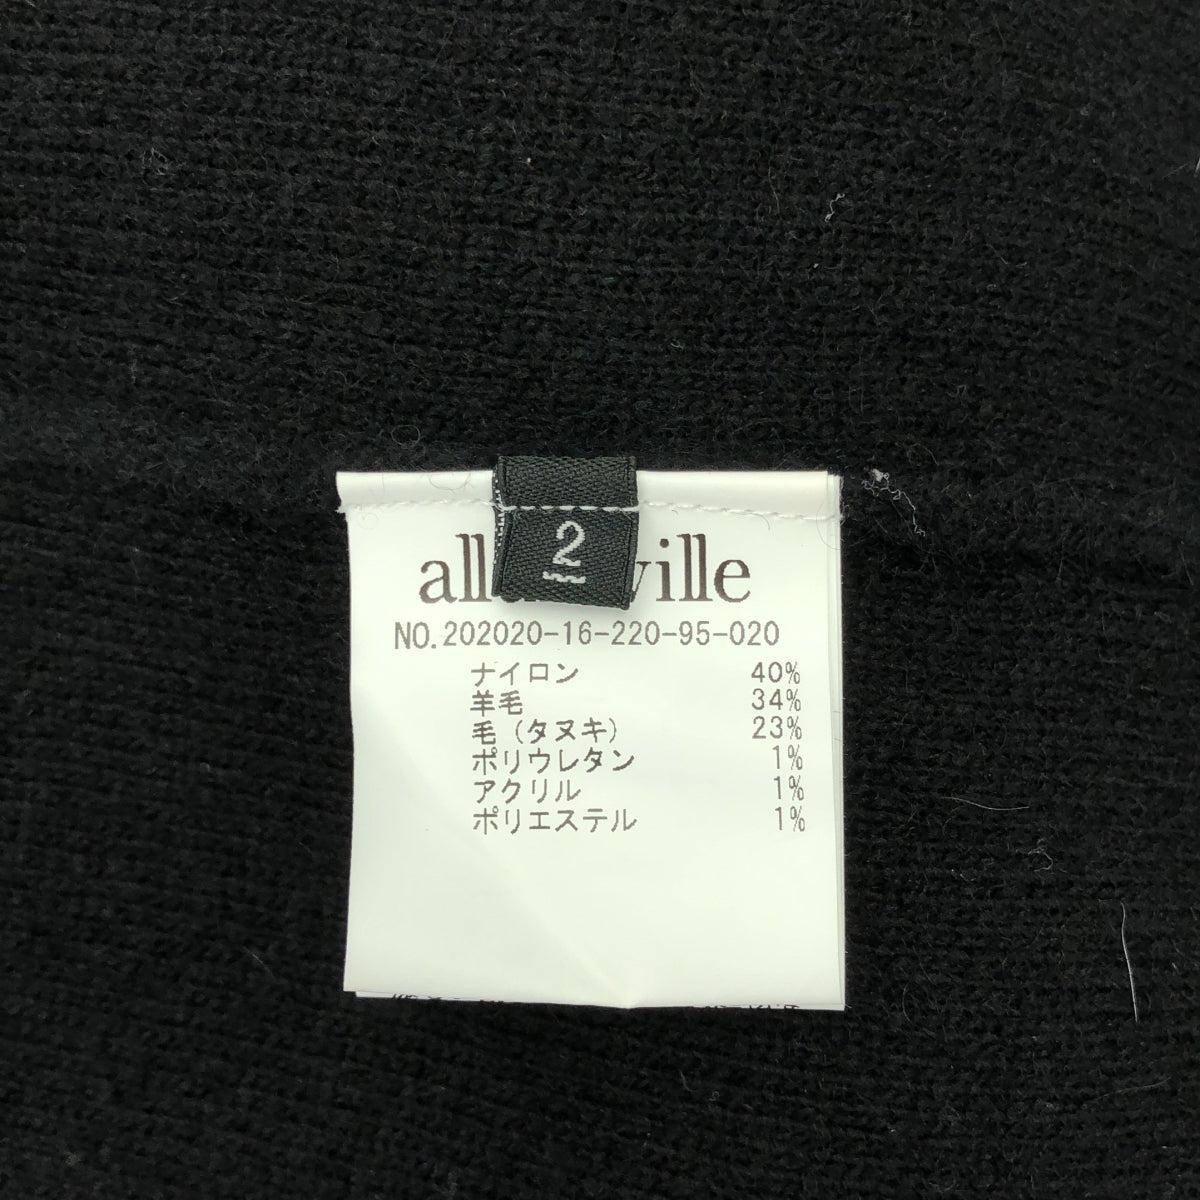 2
NO.202020-16-220-95-020
ナイロン 40%
羊毛 34%
毛(タヌキ) 23%
ポリウレタン 1%
アクリル 1%
ポリエステル 1%